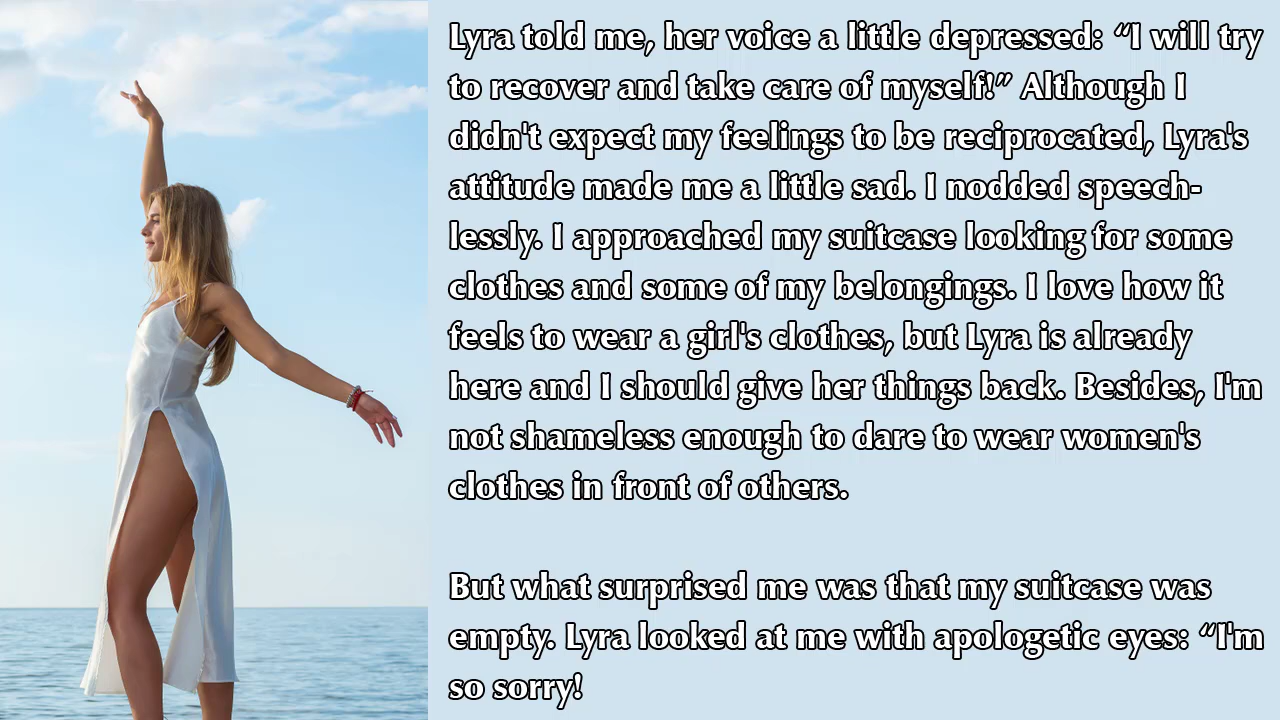 Lyra told me, her voice a little depressed: “I will try
to recover and take care of myself!” Although I
didn't expect my feelings to be reciprocated, Lyra's
attitude made me a little sad. I nodded speech-
lessly. I approached my suitcase looking for some
clothes and some of my belongings. I love how it
feels to wear a girl's clothes, but Lyra is already
here and I should give her things back. Besides, I'm
not shameless enough to dare to wear women's
clothes in front of others.
But what surprised me was that my suitcase was
empty. Lyra looked at me with apologetic eyes: “I'm
so sorry!